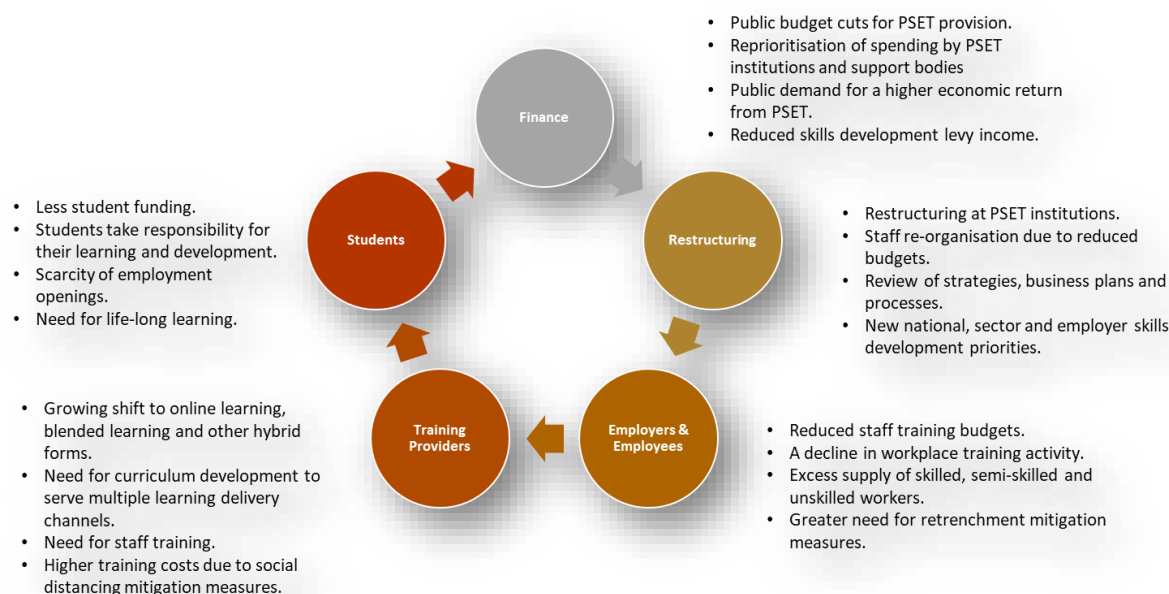 • Public budget cuts for PSET provision.
• Reprioritisation of spending by PSET
institutions and support bodies
• Public demand for a higher economic return
from PSET.
• Reduced skills development levy income.
Finance
Restructuring
• Restructuring at PSET institutions.
• Staff re-organisation due to reduced
budgets.
• Review of strategies, business plans and
processes.
• New national, sector and employer skills
development priorities.
Employers &
Employees
• Reduced staff training budgets.
• A decline in workplace training activity.
• Excess supply of skilled, semi-skilled and
unskilled workers.
• Greater need for retrenchment mitigation
measures.
Training
Providers
• Growing shift to online learning,
blended learning and other hybrid
forms.
• Need for curriculum development to
serve multiple learning delivery
channels.
• Need for staff training.
• Higher training costs due to social
distancing mitigation measures.
Students
• Less student funding.
• Students take responsibility for
their learning and development.
• Scarcity of employment
openings.
• Need for life-long learning.